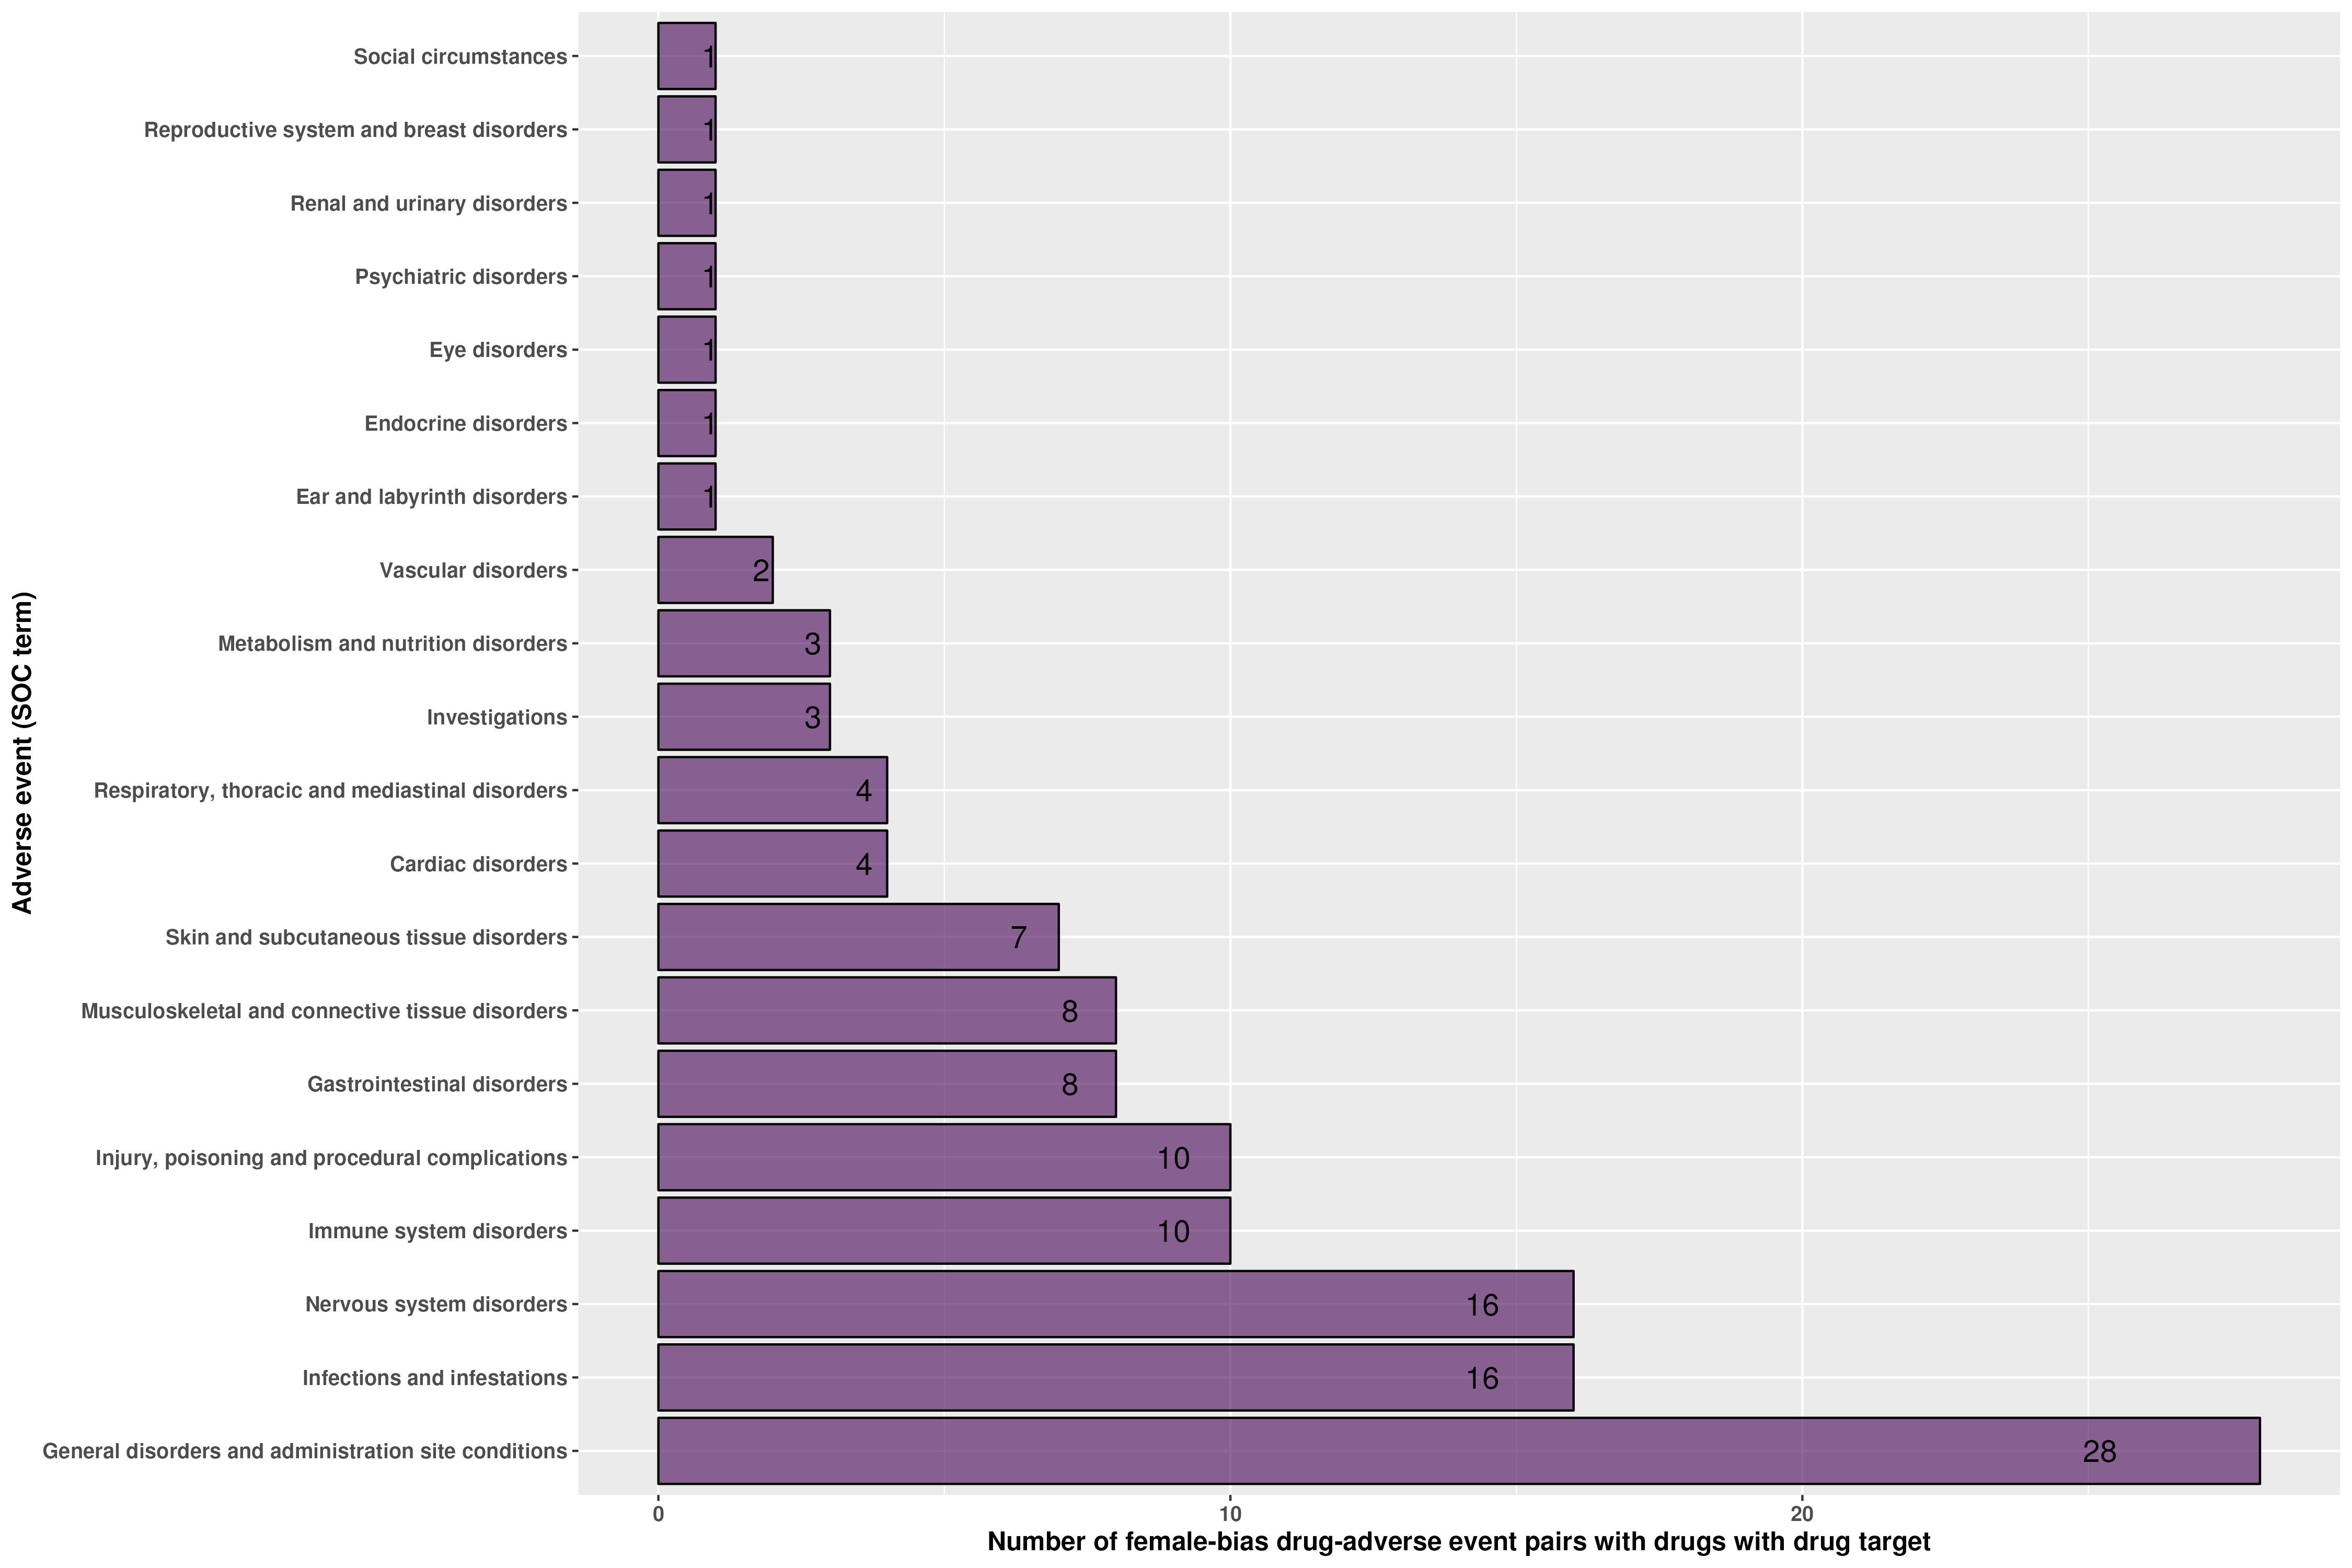 Adverse event (SOC term)
Social circumstances 1
Reproductive system and breast disorders 1
Renal and urinary disorders 1
Psychiatric disorders 1
Eye disorders 1
Endocrine disorders 1
Ear and labyrinth disorders 1
Vascular disorders 2
Metabolism and nutrition disorders 3
Investigations 3
Respiratory, thoracic and mediastinal disorders 4
Cardiac disorders 4
Skin and subcutaneous tissue disorders 7
Musculoskeletal and connective tissue disorders 8
Gastrointestinal disorders 8
Injury, poisoning and procedural complications 10
Immune system disorders 10
Nervous system disorders 16
Infections and infestations 16
General disorders and administration site conditions 28
0 10 20
Number of female-bias drug-adverse event pairs with drugs with drug target